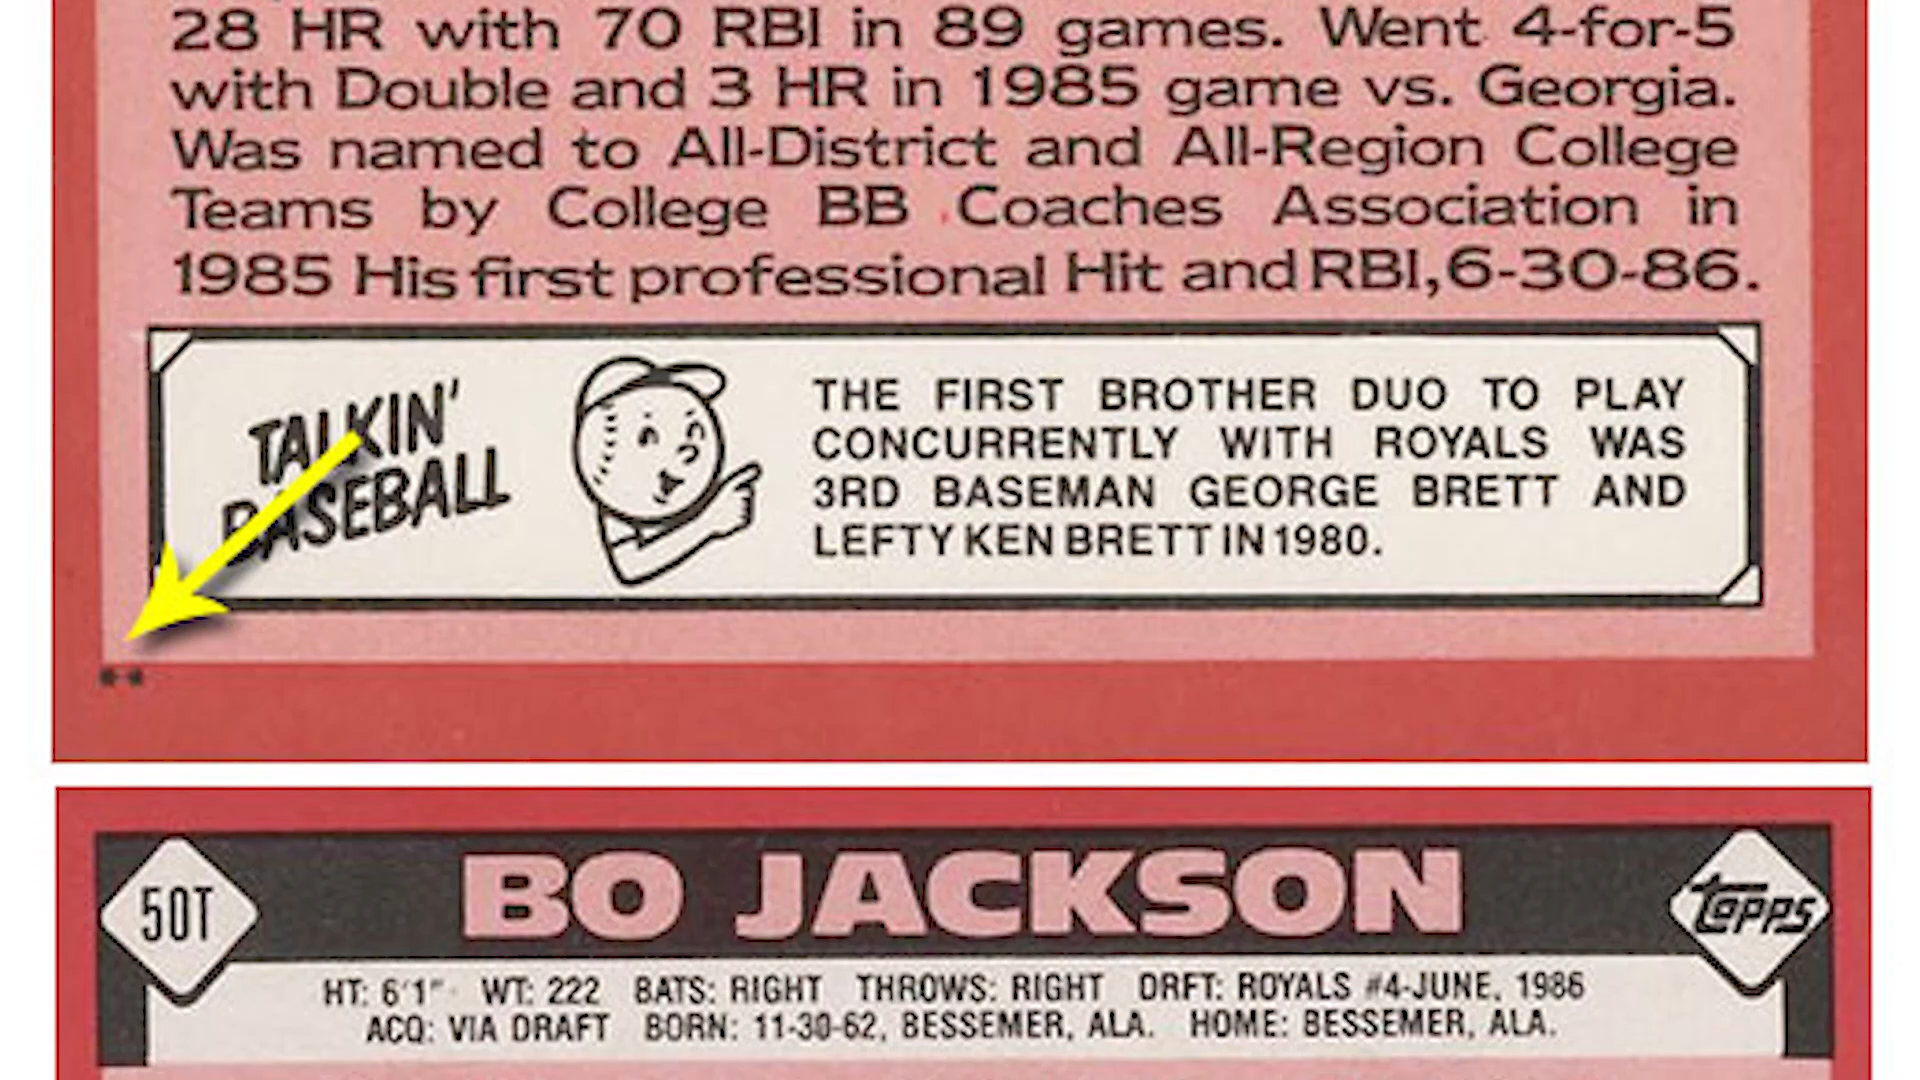 28 HR with 70 RBI in 89 games. Went 4-for-5
with Double and 3 HR in 1985 game vs. Georgia.
Was named to All-District and All-Region College
Teams by College BB Coaches Association in
1985 His first professional Hit and RBI, 6-30-86.
TALKIN'
BASEBALL
THE FIRST BROTHER DUO TO PLAY
CONCURRENTLY WITH ROYALS WAS
3RD BASEMAN GEORGE BRETT AND
LEFTY KEN BRETT IN 1980.
**
50T
BO JACKSON
topps
HT: 6'1" WT: 222 BATS: RIGHT THROWS: RIGHT DRFT: ROYALS #4-JUNE, 1986
ACQ: VIA DRAFT BORN: 11-30-62, BESSEMER, ALA. HOME: BESSEMER, ALA.